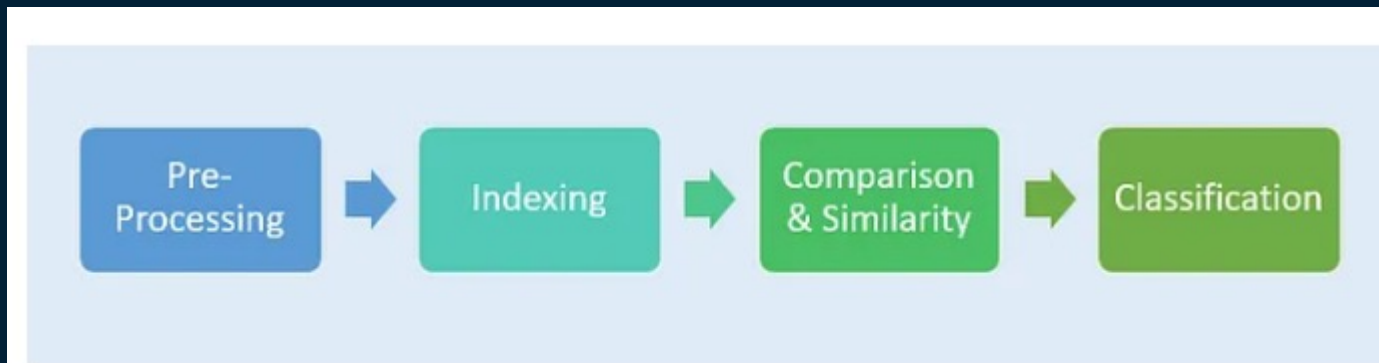 Pre-
Processing
Indexing
Comparison
& Similarity
Classification